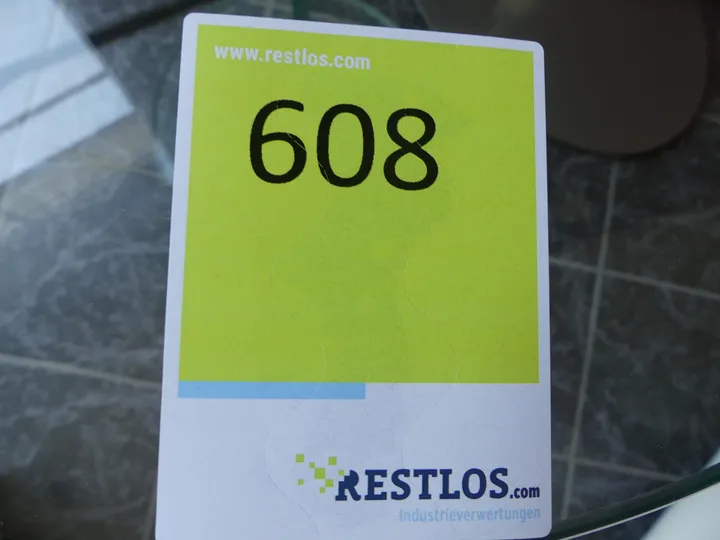 www.restlos.com
608
RESTLOS.com
Industrieverwertungen